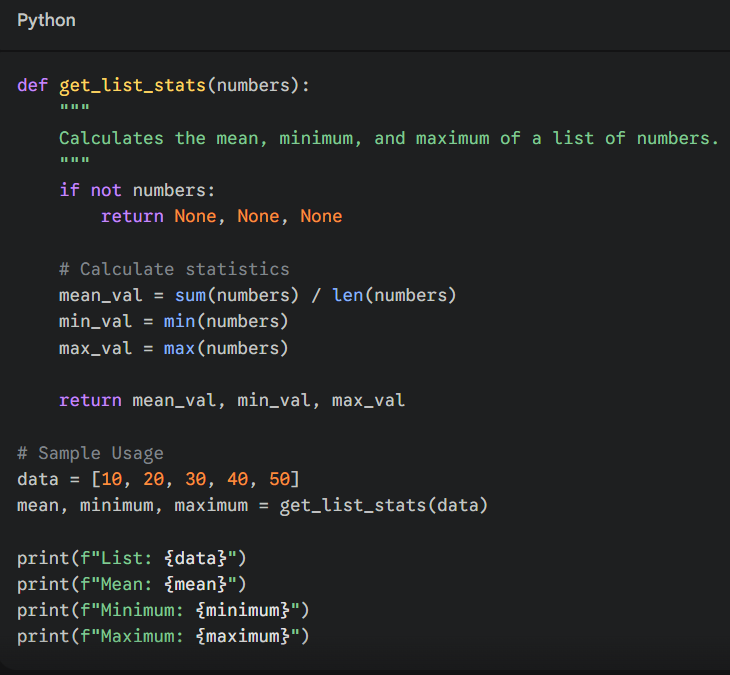 Python
def get_list_stats(numbers):
    """
    Calculates the mean, minimum, and maximum of a list of numbers.
    """
    if not numbers:
        return None, None, None
    # Calculate statistics
    mean_val = sum(numbers) / len(numbers)
    min_val = min(numbers)
    max_val = max(numbers)
    return mean_val, min_val, max_val
# Sample Usage
data = [10, 20, 30, 40, 50]
mean, minimum, maximum = get_list_stats(data)
print(f"List: {data}")
print(f"Mean: {mean}")
print(f"Minimum: {minimum}")
print(f"Maximum: {maximum}")